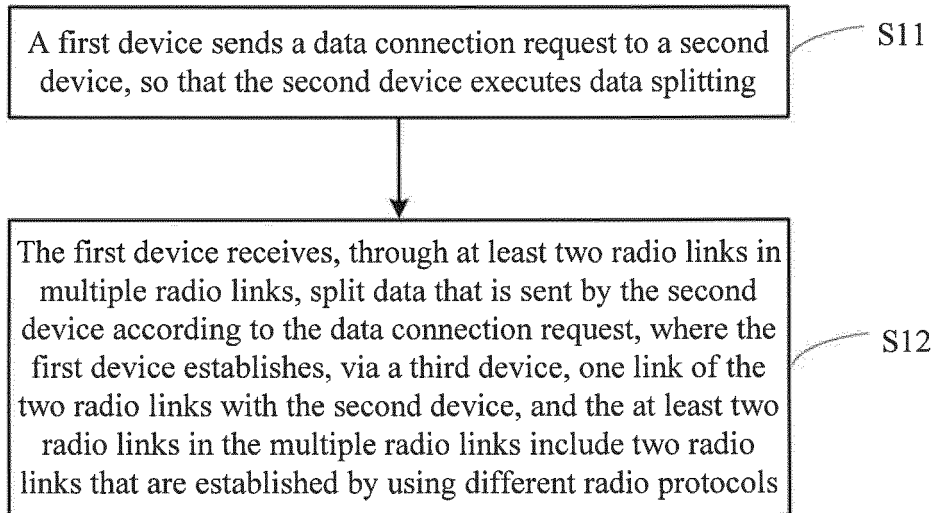 A first device sends a data connection request to a second
device, so that the second device executes data splitting
S11
The first device receives, through at least two radio links in
multiple radio links, split data that is sent by the second
device according to the data connection request, where the
first device establishes, via a third device, one link of the
two radio links with the second device, and the at least two
radio links in the multiple radio links include two radio
links that are established by using different radio protocols
S12